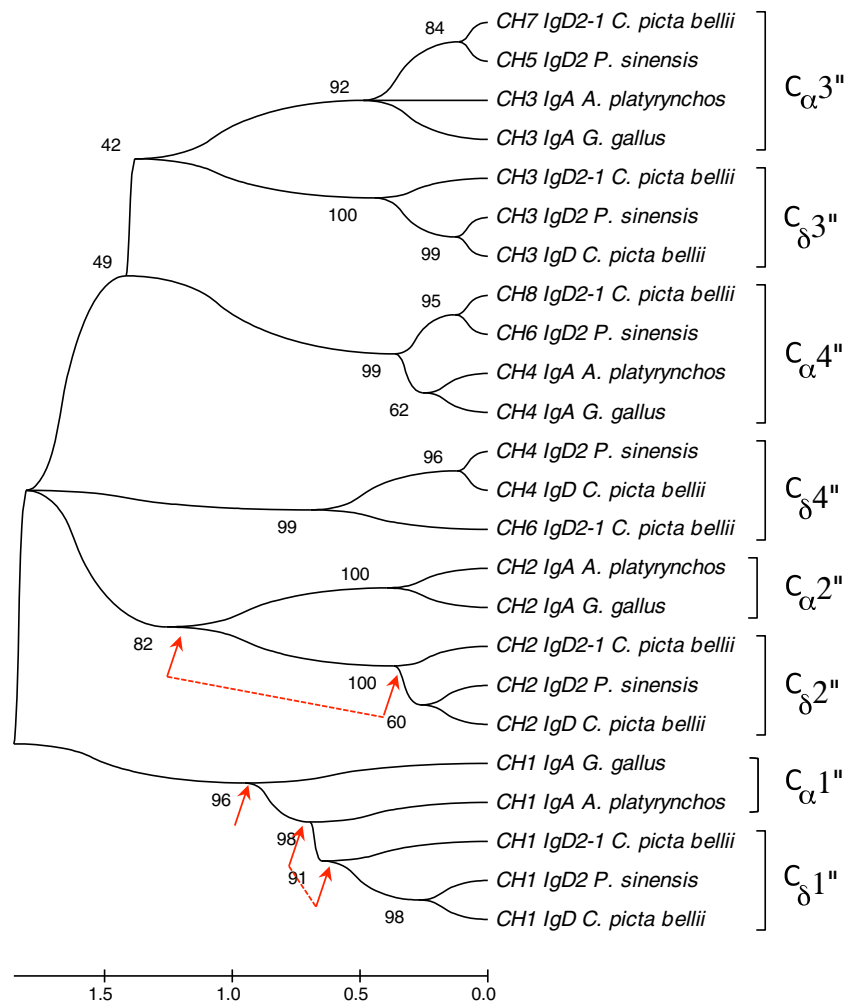 84
CH7 IgD2-1 C. picta bellii
CH5 IgD2 P. sinensis
92
CH3 IgA A. platyrynchos
CH3 IgA G. gallus
Cα3"
42
CH3 IgD2-1 C. picta bellii
100
CH3 IgD2 P. sinensis
99
CH3 IgD C. picta bellii
Cδ3"
49
95
CH8 IgD2-1 C. picta bellii
CH6 IgD2 P. sinensis
99
CH4 IgA A. platyrynchos
62
CH4 IgA G. gallus
Cα4"
96
CH4 IgD2 P. sinensis
CH4 IgD C. picta bellii
99
CH6 IgD2-1 C. picta bellii
Cδ4"
100
CH2 IgA A. platyrynchos
CH2 IgA G. gallus
Cα2"
82
CH2 IgD2-1 C. picta bellii
100
CH2 IgD2 P. sinensis
60
CH2 IgD C. picta bellii
Cδ2"
CH1 IgA G. gallus
96
CH1 IgA A. platyrynchos
Cα1"
98
CH1 IgD2-1 C. picta bellii
91
CH1 IgD2 P. sinensis
98
CH1 IgD C. picta bellii
Cδ1"
1.5 1.0 0.5 0.0